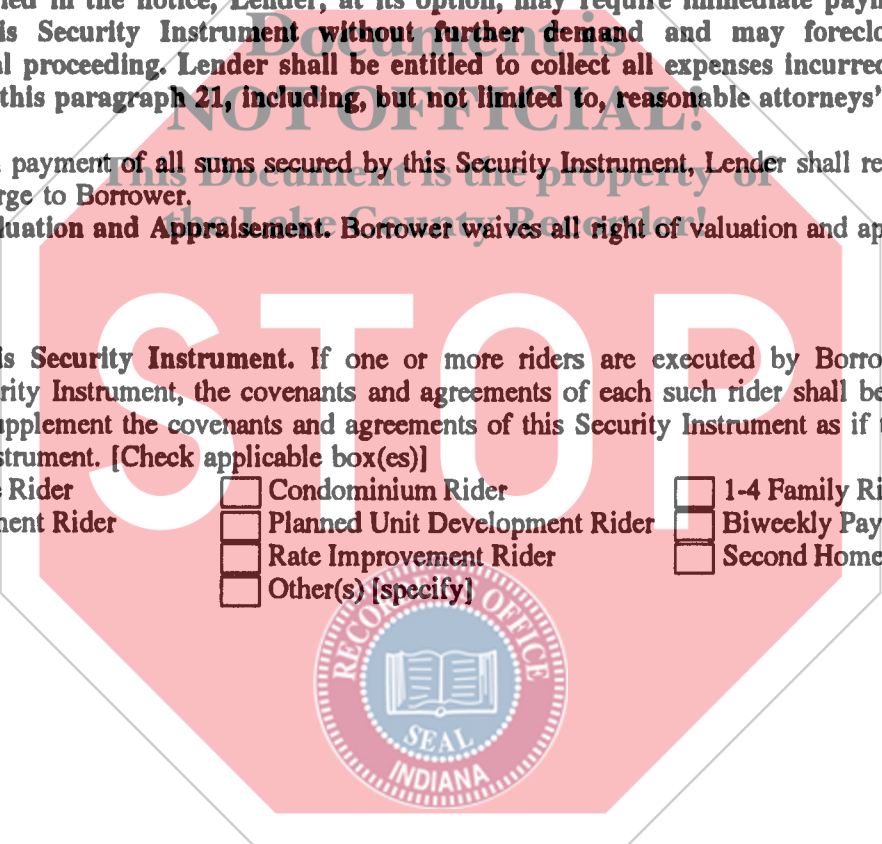 ied in the notice, Lender, at its option, may require immediate paym
Document is
is Security Instrument without further demand and may foreclo
al proceeding. Lender shall be entitled to collect all expenses incurred
this paragraph 21, including, but not limited to, reasonable attorneys'
NOT OFFICIAL!
payment of all sums secured by this Security Instrument, Lender shall re
This Document is the property of
rge to Borrower.
the Lake County Recorder!
luation and Appraisement. Borrower waives all right of valuation and ap
STOP
is Security Instrument. If one or more riders are executed by Borro
rity Instrument, the covenants and agreements of each such rider shall be
upplement the covenants and agreements of this Security Instrument as if t
strument. [Check applicable box(es)]
Rider
Condominium Rider
1-4 Family Ri
ment Rider
Planned Unit Development Rider
Biweekly Pay
Rate Improvement Rider
Second Home
Other(s) [specify]
RECORDER'S OFFICE
SEAL
INDIANA